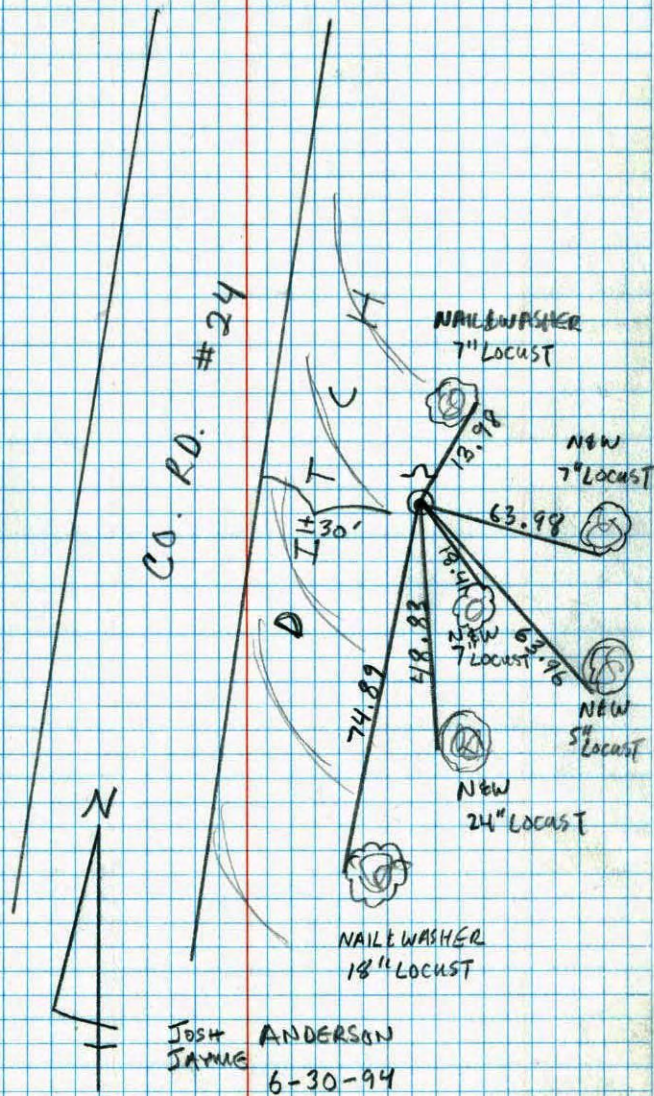 CO. RD. #24
DITCH
±30'
NAIL & WASHER
7" LOCUST
13.98
NEW
7" LOCUST
63.98
18.41
NEW
7" LOCUST
63.96
NEW
5" LOCUST
48.83
NEW
24" LOCUST
74.89
NAIL & WASHER
18" LOCUST
N
JOSH ANDERSON
JAYME
6-30-94